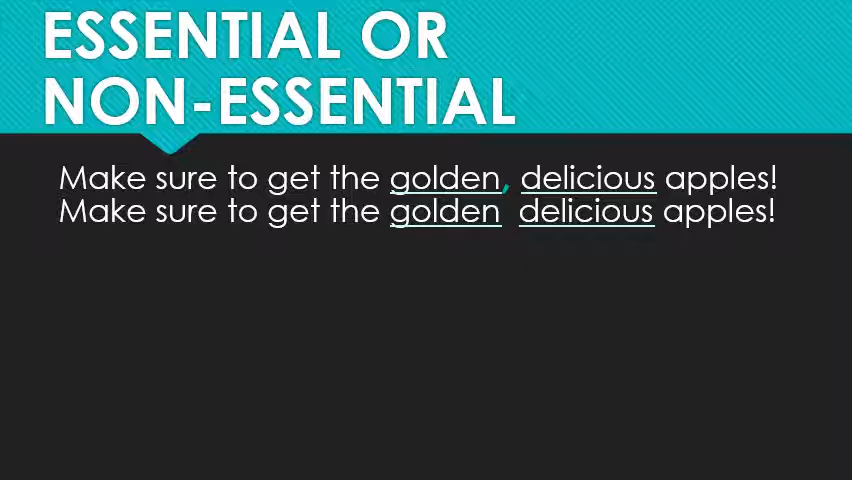 ESSENTIAL OR
NON-ESSENTIAL
Make sure to get the golden, delicious apples!
Make sure to get the golden delicious apples!